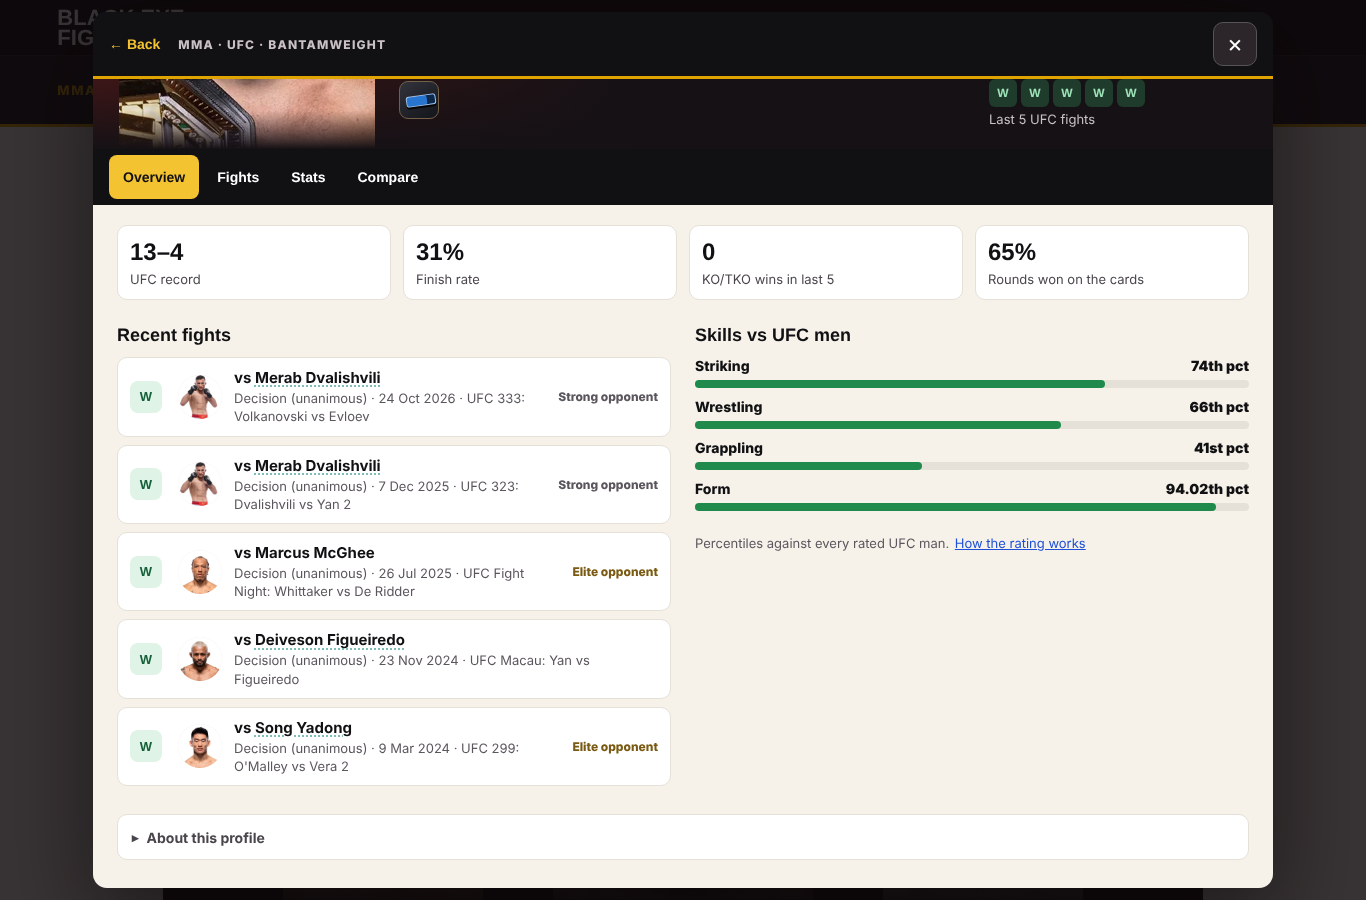 BLACK EYE
FIG
MMA
← Back
MMA · UFC · BANTAMWEIGHT
×
W W W W W
Last 5 UFC fights
Overview
Fights
Stats
Compare
13–4
UFC record
31%
Finish rate
0
KO/TKO wins in last 5
65%
Rounds won on the cards
Recent fights
W
vs Merab Dvalishvili
Decision (unanimous) · 24 Oct 2026 · UFC 333:
Volkanovski vs Evloev
Strong opponent
W
vs Merab Dvalishvili
Decision (unanimous) · 7 Dec 2025 · UFC 323:
Dvalishvili vs Yan 2
Strong opponent
W
vs Marcus McGhee
Decision (unanimous) · 26 Jul 2025 · UFC Fight
Night: Whittaker vs De Ridder
Elite opponent
W
vs Deiveson Figueiredo
Decision (unanimous) · 23 Nov 2024 · UFC Macau: Yan vs
Figueiredo
W
vs Song Yadong
Decision (unanimous) · 9 Mar 2024 · UFC 299:
O'Malley vs Vera 2
Elite opponent
Skills vs UFC men
Striking 74th pct
Wrestling 66th pct
Grappling 41st pct
Form 94.02th pct
Percentiles against every rated UFC man. How the rating works
▸ About this profile